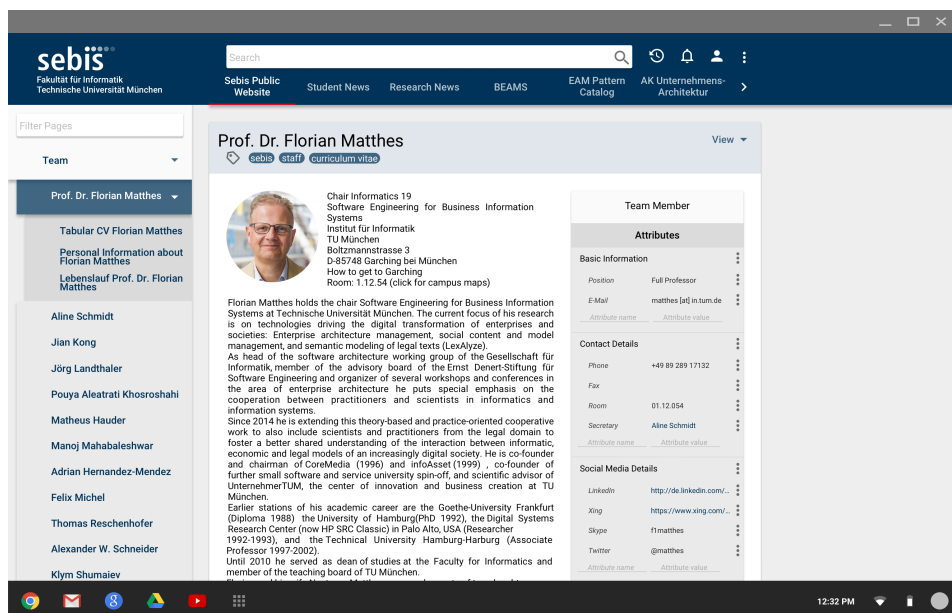 sebis
Fakultät für Informatik
Technische Universität München
Search
Sebis Public
Website
Student News
Research News
BEAMS
EAM Pattern
Catalog
AK Unternehmens-
Architektur
Filter Pages
Team
Prof. Dr. Florian Matthes
Tabular CV Florian Matthes
Personal Information about
Florian Matthes
Lebenslauf Prof. Dr. Florian
Matthes
Aline Schmidt
Jian Kong
Jörg Landthaler
Pouya Aleatrati Khosroshahi
Matheus Hauder
Manoj Mahabaleshwar
Adrian Hernandez-Mendez
Felix Michel
Thomas Reschenhofer
Alexander W. Schneider
Klym Shumaiev
Prof. Dr. Florian Matthes
View
sebis staff curriculum vitae
Chair Informatics 19
Software Engineering for Business Information
Systems
Institut für Informatik
TU München
Boltzmannstrasse 3
D-85748 Garching bei München
How to get to Garching
Room: 1.12.54 (click for campus maps)
Florian Matthes holds the chair Software Engineering for Business Information
Systems at Technische Universität München. The current focus of his research
is on technologies driving the digital transformation of enterprises and
societies: Enterprise architecture management, social content and model
management, and semantic modeling of legal texts (LexAlyze).
As head of the software architecture working group of the Gesellschaft für
Informatik, member of the advisory board of the Ernst Denert-Stiftung für
Software Engineering and organizer of several workshops and conferences in
the area of enterprise architecture he puts special emphasis on the
cooperation between practitioners and scientists in informatics and
information systems.
Since 2014 he is extending this theory-based and practice-oriented cooperative
work to also include scientists and practitioners from the legal domain to
foster a better shared understanding of the interaction between informatic,
economic and legal models of an increasingly digital society. He is co-founder
and chairman of CoreMedia (1996) and infoAsset (1999) , co-founder of
further small software and service university spin-off, and scientific advisor of
UnternehmerTUM, the center of innovation and business creation at TU
München.
Earlier stations of his academic career are the Goethe-University Frankfurt
(Diploma 1988) the University of Hamburg(PhD 1992), the Digital Systems
Research Center (now HP SRC Classic) in Palo Alto, USA (Researcher
1992-1993), and the Technical University Hamburg-Harburg (Associate
Professor 1997-2002).
Until 2010 he served as dean of studies at the Faculty for Informatics and
member of the teaching board of TU München.
Team Member
Attributes
Basic Information
Position Full Professor
E-Mail matthes [at] in.tum.de
Attribute name Attribute value
Contact Details
Phone +49 89 289 17132
Fax
Room 01.12.054
Secretary Aline Schmidt
Attribute name Attribute value
Social Media Details
LinkedIn http://de.linkedin.com/...
Xing https://www.xing.com/...
Skype f1matthes
Twitter @matthes
Attribute name Attribute value
8
12:32 PM